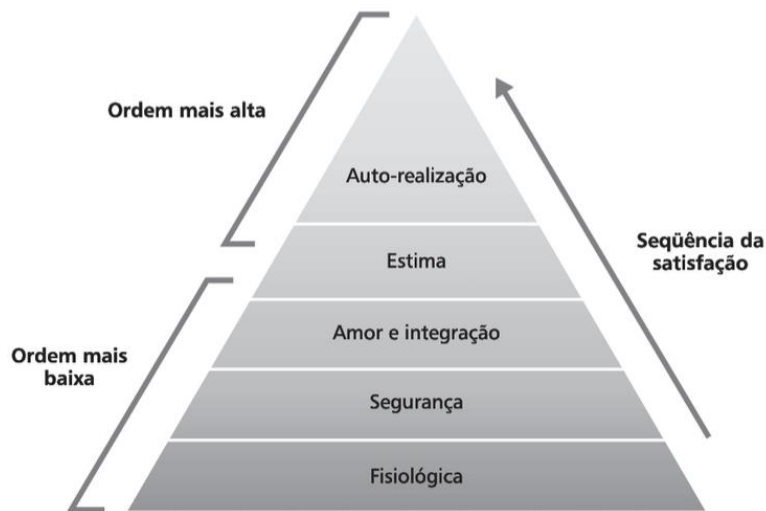 Ordem mais alta
Auto-realização
Estima
Seqüência da
satisfação
Amor e integração
Ordem mais
baixa
Segurança
Fisiológica